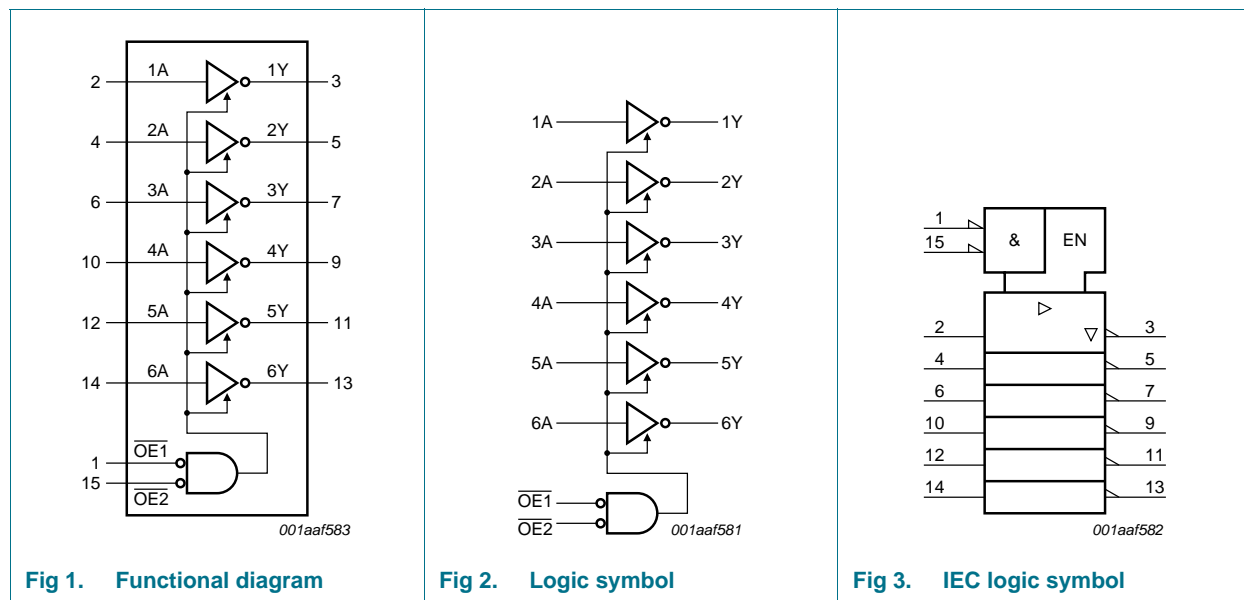 2 1A 1Y 3
4 2A 2Y 5
6 3A 3Y 7
10 4A 4Y 9
12 5A 5Y 11
14 6A 6Y 13
1 OE1
15 OE2
001aaf583
Fig 1. Functional diagram
1A 1Y
2A 2Y
3A 3Y
4A 4Y
5A 5Y
6A 6Y
OE1
OE2
001aaf581
Fig 2. Logic symbol
1
15
& EN
2 3
4 5
6 7
10 9
12 11
14 13
001aaf582
Fig 3. IEC logic symbol